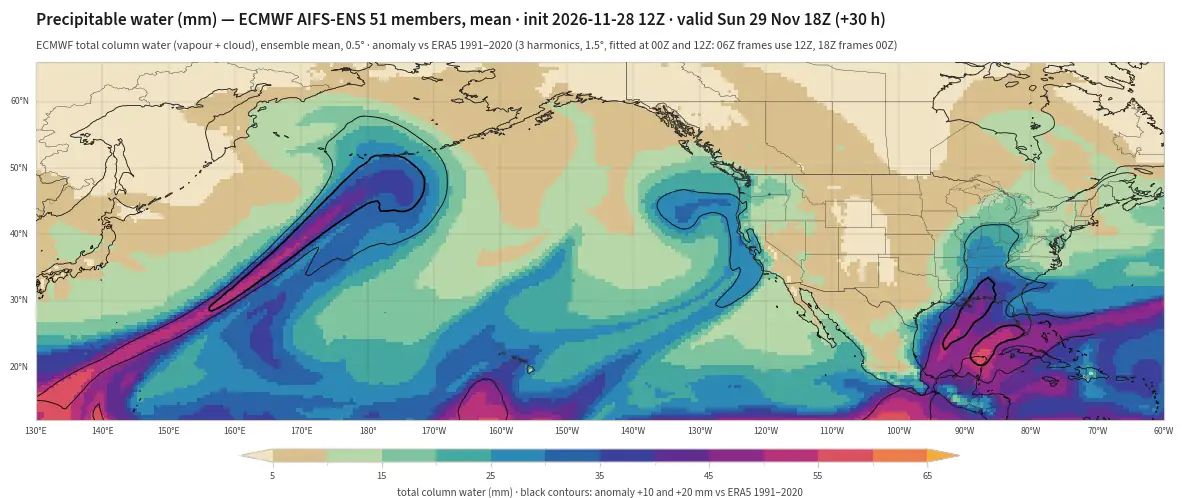 Precipitable water (mm) — ECMWF AIFS-ENS 51 members, mean · init 2026-11-28 12Z · valid Sun 29 Nov 18Z (+30 h)
ECMWF total column water (vapour + cloud), ensemble mean, 0.5° · anomaly vs ERA5 1991–2020 (3 harmonics, 1.5°, fitted at 00Z and 12Z: 06Z frames use 12Z, 18Z frames 00Z)
60°N
50°N
40°N
30°N
20°N
130°E 140°E 150°E 160°E 170°E 180° 170°W 160°W 150°W 140°W 130°W 120°W 110°W 100°W 90°W 80°W 70°W 60°W
5 15 25 35 45 55 65
total column water (mm) · black contours: anomaly +10 and +20 mm vs ERA5 1991–2020